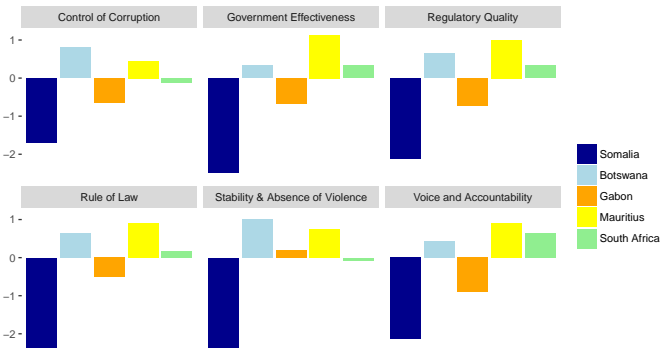 Control of Corruption
Government Effectiveness
Regulatory Quality
1
0
−1
−2
Rule of Law
Stability & Absence of Violence
Voice and Accountability
1
0
−1
−2
Somalia
Botswana
Gabon
Mauritius
South Africa